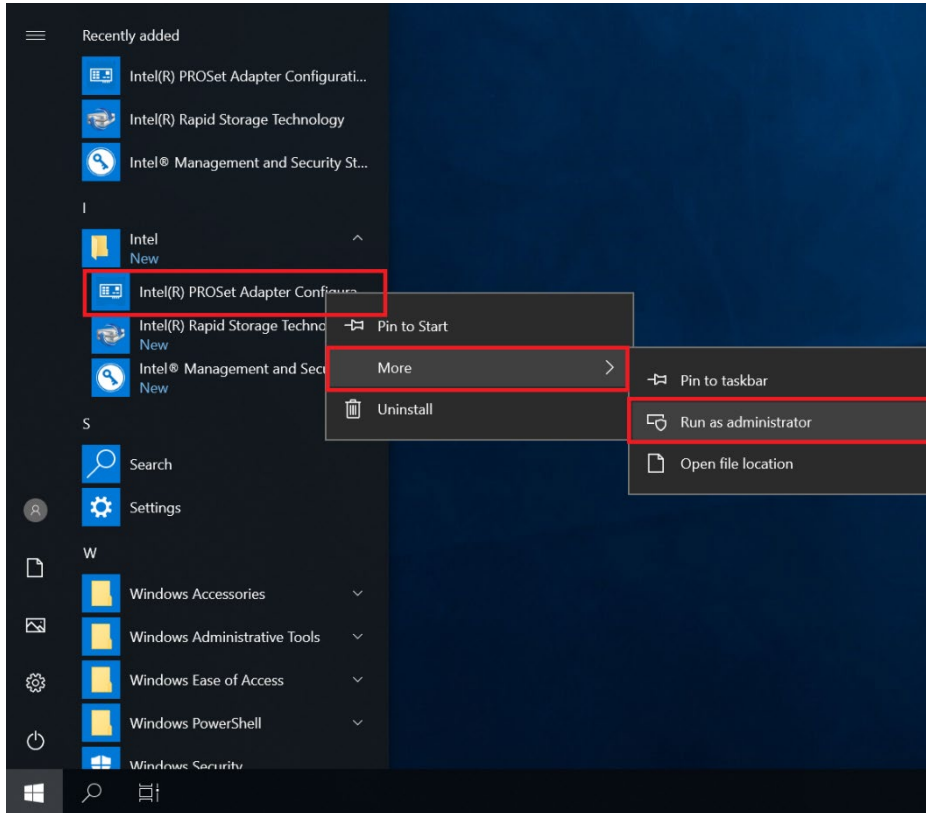 Recently added
Intel(R) PROSet Adapter Configurati...
Intel(R) Rapid Storage Technology
Intel® Management and Security St...
I
Intel
New
Intel(R) PROSet Adapter Configura...
Intel(R) Rapid Storage Techno
New
Intel® Management and Secu
New
S
Search
Settings
W
Windows Accessories
Windows Administrative Tools
Windows Ease of Access
Windows PowerShell
Windows Security
Pin to Start
More
Uninstall
Pin to taskbar
Run as administrator
Open file location